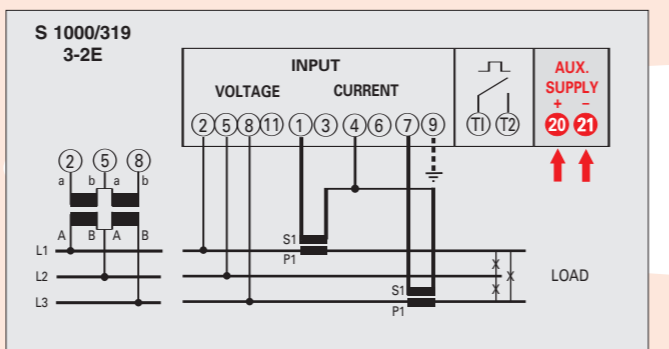 S 1000/319
3-2E
INPUT
VOLTAGE CURRENT
2 5 8 11 1 3 4 6 7 9
T1 T2
AUX.
SUPPLY
+ −
20 21
2 5 8
a b a b
A B A B
L1
L2
L3
S1
P1
S1
P1
LOAD